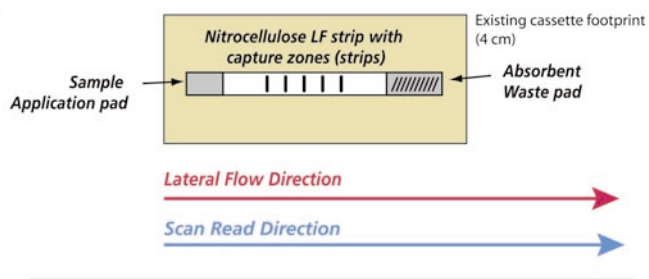 Nitrocellulose LF strip with
capture zones (strips)
Existing cassette footprint
(4 cm)
Sample
Application pad
Absorbent
Waste pad
Lateral Flow Direction
Scan Read Direction